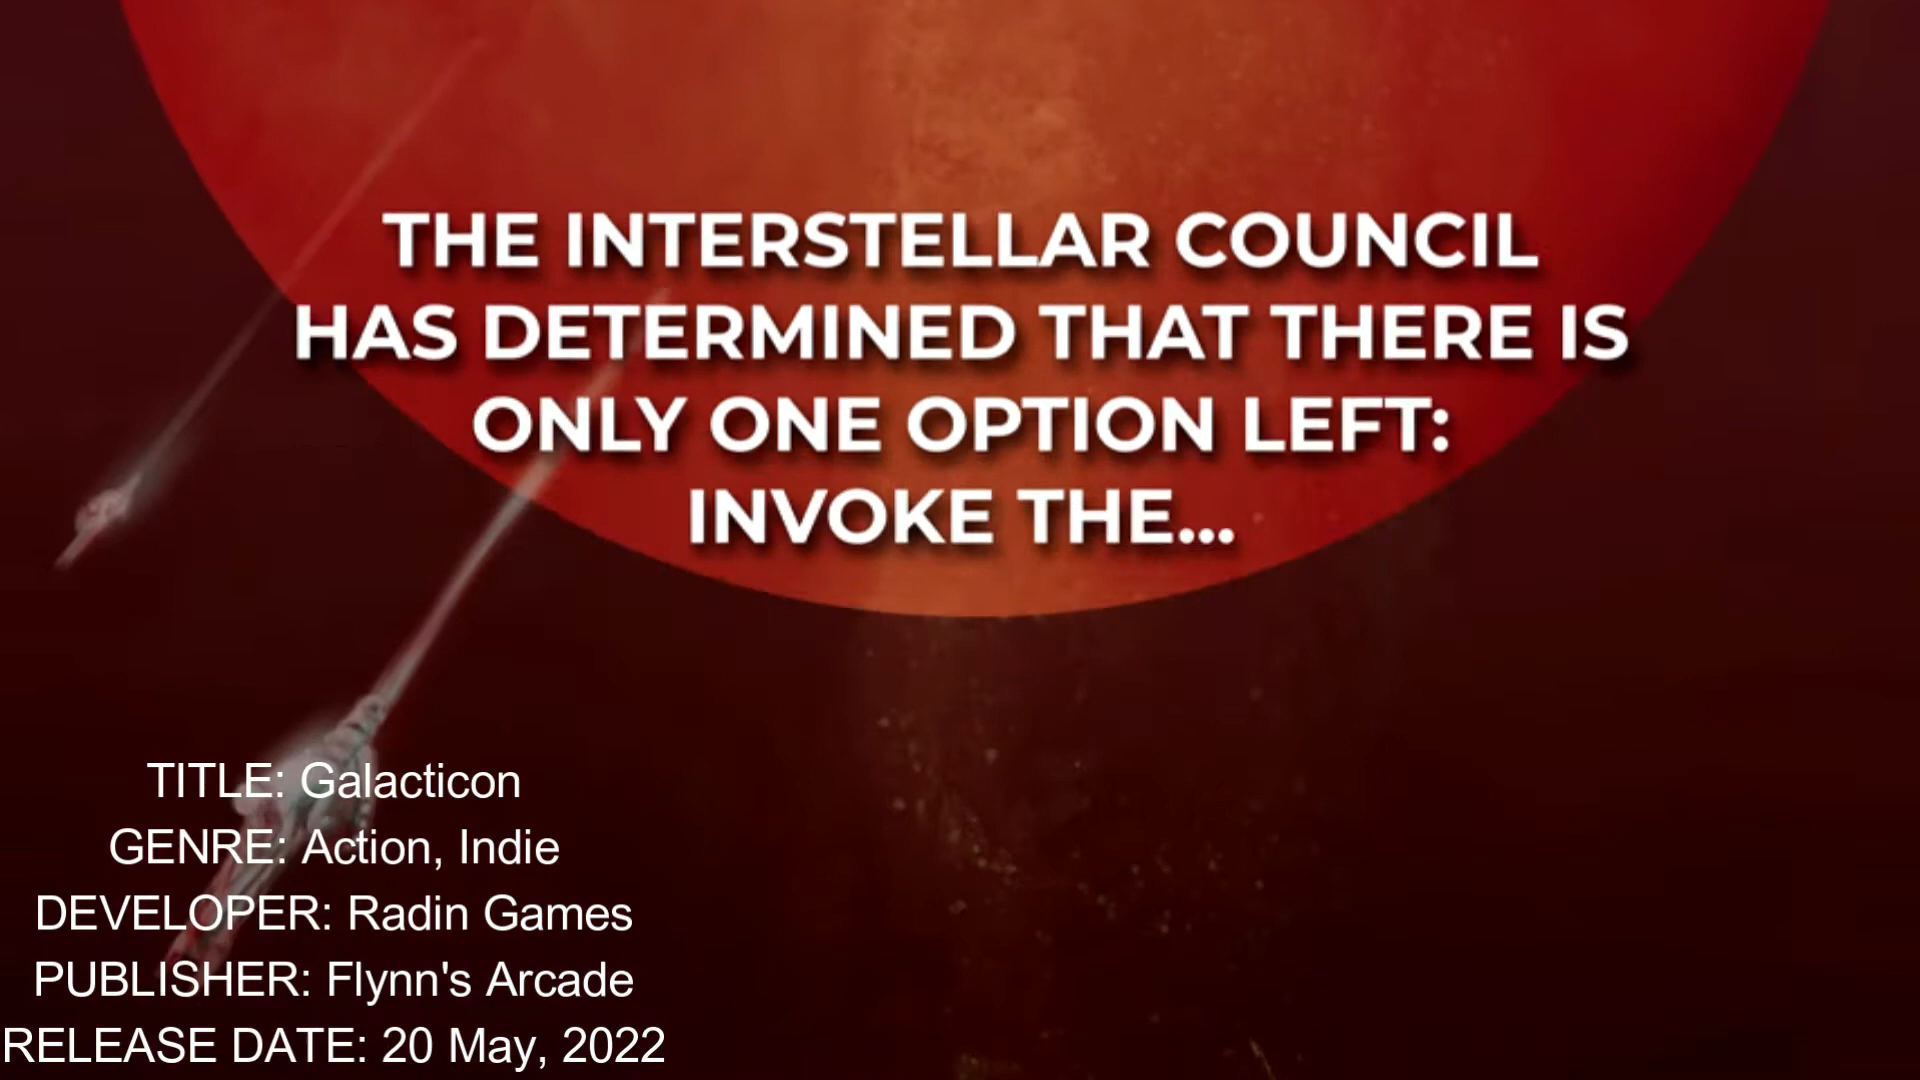 THE INTERSTELLAR COUNCIL
HAS DETERMINED THAT THERE IS
ONLY ONE OPTION LEFT:
INVOKE THE...
TITLE: Galacticon
GENRE: Action, Indie
DEVELOPER: Radin Games
PUBLISHER: Flynn's Arcade
RELEASE DATE: 20 May, 2022